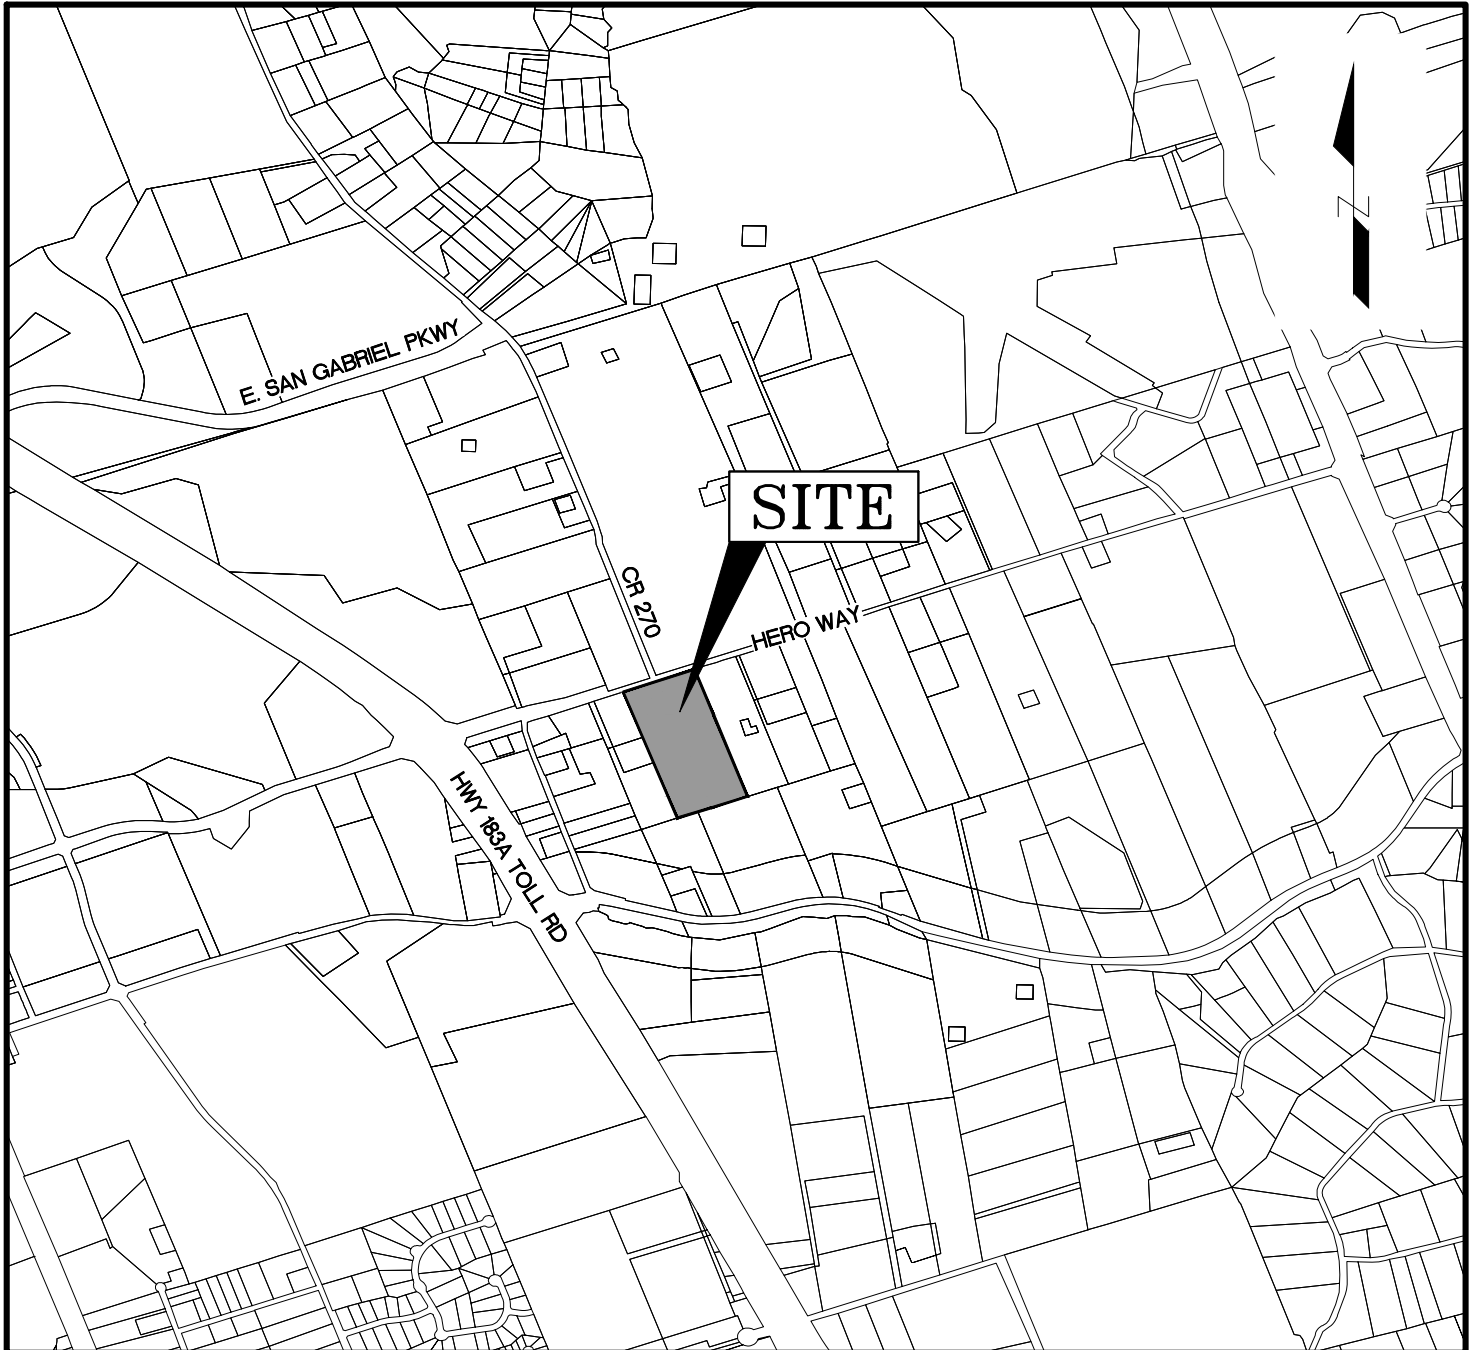 Z
E. SAN GABRIEL PKWY
SITE
CR 270
HERO WAY
HWY 183A TOLL RD